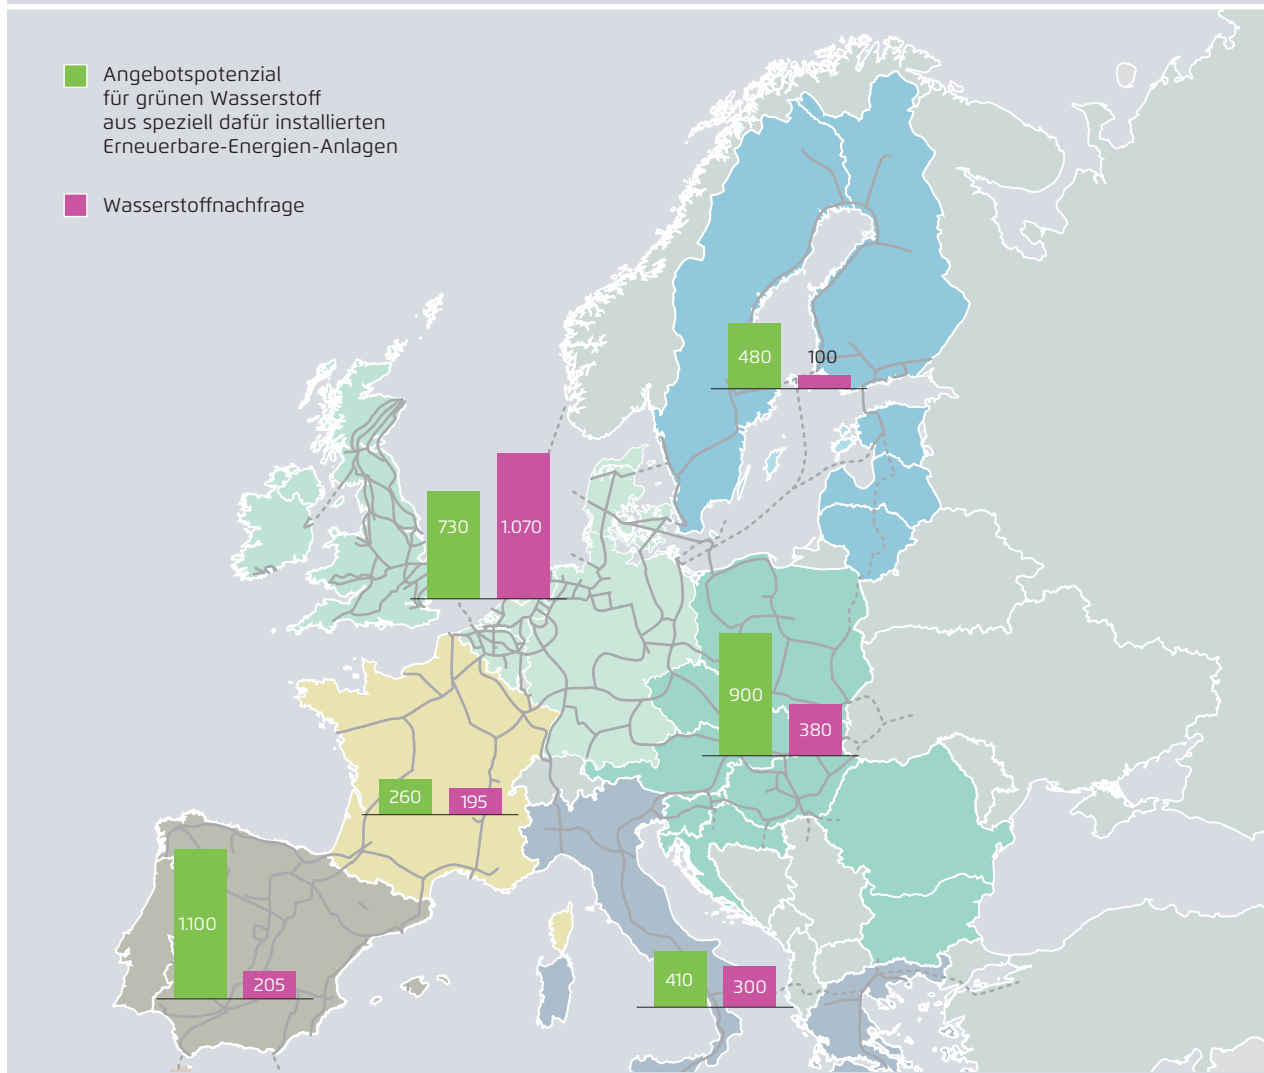 Angebotspotenzial
für grünen Wasserstoff
aus speziell dafür installierten
Erneuerbare-Energien-Anlagen
Wasserstoffnachfrage
480
100
730
1.070
900
380
260
195
1.100
205
410
300